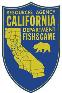 RESOURCES AGENCY
CALIFORNIA
DEPARTMENT
FISH & GAME